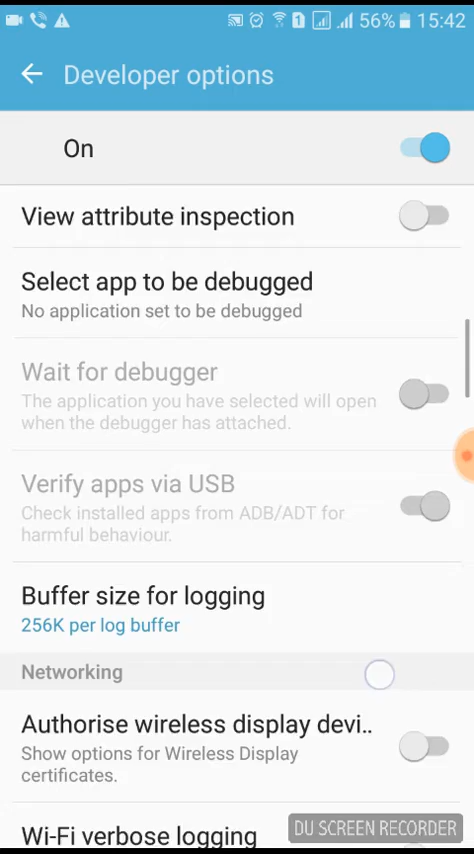 1 56% 15:42
Developer options
On
View attribute inspection
Select app to be debugged
No application set to be debugged
Wait for debugger
The application you have selected will open
when the debugger has attached.
Verify apps via USB
Check installed apps from ADB/ADT for
harmful behaviour.
Buffer size for logging
256K per log buffer
Networking
Authorise wireless display devi..
Show options for Wireless Display
certificates.
Wi-Fi verbose logging
DU SCREEN RECORDER